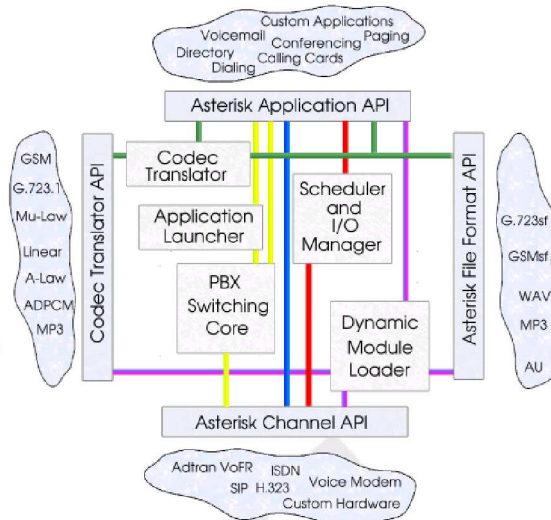 Custom Applications
Voicemail
Paging
Directory
Conferencing
Dialing
Calling Cards
Asterisk Application API
GSM
G.723.1
Mu-Law
Linear
A-Law
ADPCM
MP3
Codec Translator API
Codec
Translator
Application
Launcher
PBX
Switching
Core
Scheduler
and
I/O
Manager
Dynamic
Module
Loader
Asterisk File Format API
G.723sf
GSMsf
WAV
MP3
AU
Asterisk Channel API
Adtran VoFR
ISDN
SIP
H.323
Voice Modem
Custom Hardware